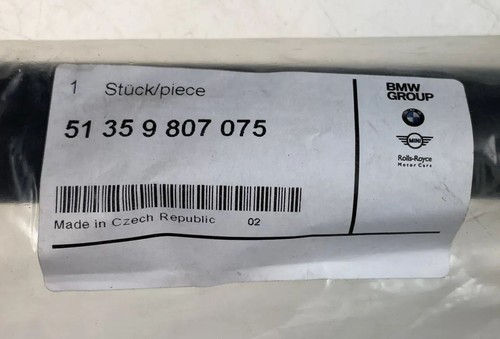 1 Stück/piece
51 35 9 807 075
Made in Czech Republic 02
BMW
GROUP
MINI
Rolls-Royce
Motor Cars